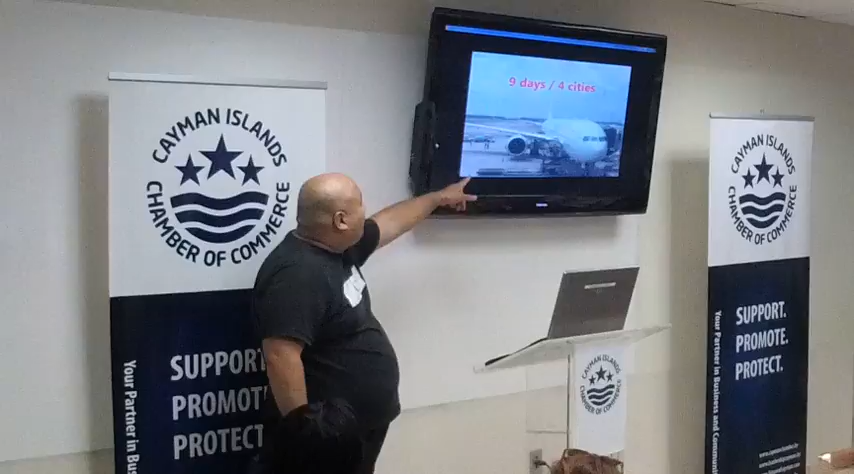 9 days / 4 cities
CAYMAN ISLANDS
CHAMBER OF COMMERCE
SUPPORT
PROMOT
PROTECT
Your Partner in Bus
CAYMAN ISLANDS
CHAMBER OF COMMERCE
CAYMAN ISLANDS
CHAMBER OF COMMERCE
SUPPORT.
PROMOTE.
PROTECT.
Your Partner in Business and Commun